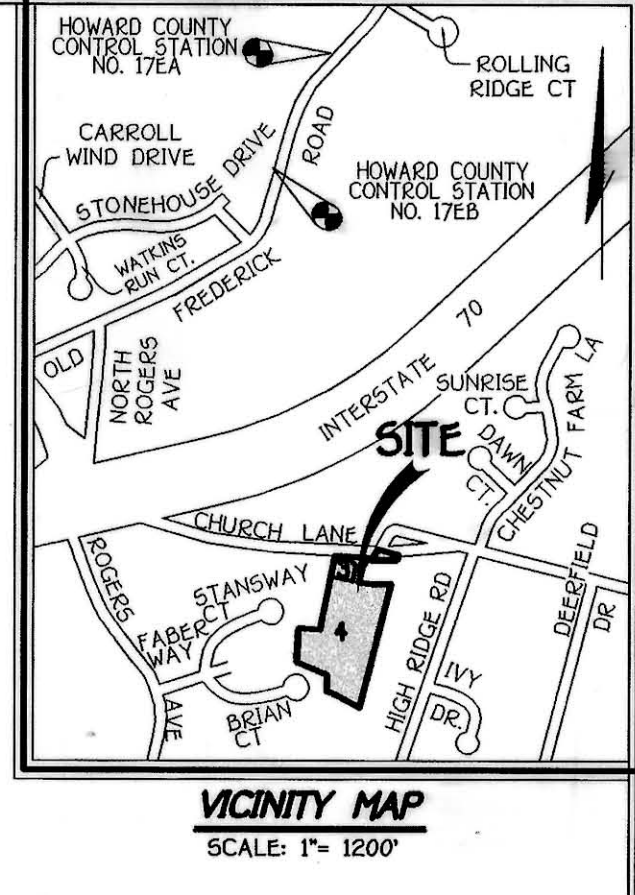 HOWARD COUNTY
CONTROL STATION
NO. 17EA
ROLLING
RIDGE CT
CARROLL
WIND DRIVE
STONEHOUSE DRIVE
ROAD
HOWARD COUNTY
CONTROL STATION
NO. 17EB
WATKINS
RUN CT.
FREDERICK
OLD
NORTH
ROGERS
AVE
INTERSTATE 70
SUNRISE
CT.
DAWN
CT.
CHESTNUT FARM LA
SITE
CHURCH LANE
3
4
ROGERS
AVE
STANSWAY
CT
FABER
WAY
BRIAN
CT
HIGH RIDGE RD
IVY
DR.
DEERFIELD
DR
VICINITY MAP
SCALE: 1"= 1200'